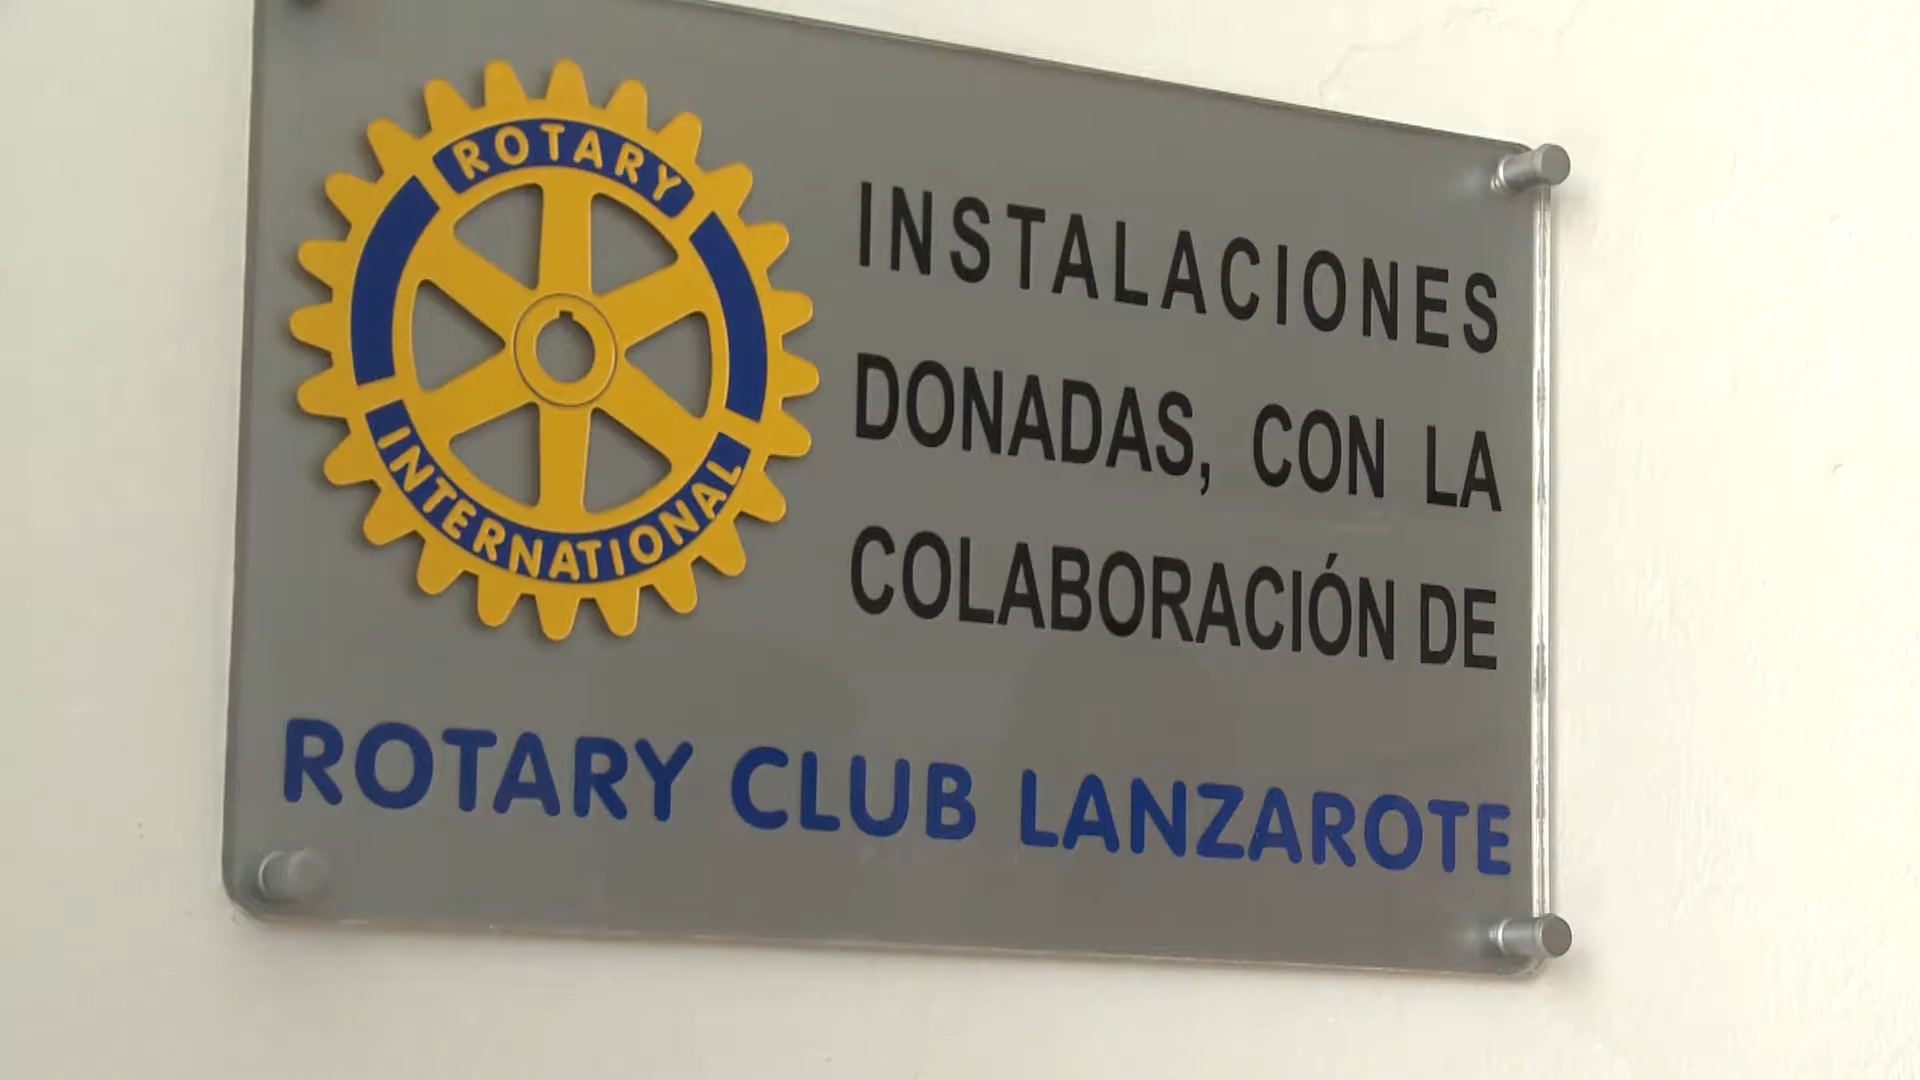 ROTARY
INTERNATIONAL
INSTALACIONES
DONADAS, CON LA
COLABORACIÓN DE
ROTARY CLUB LANZAROTE